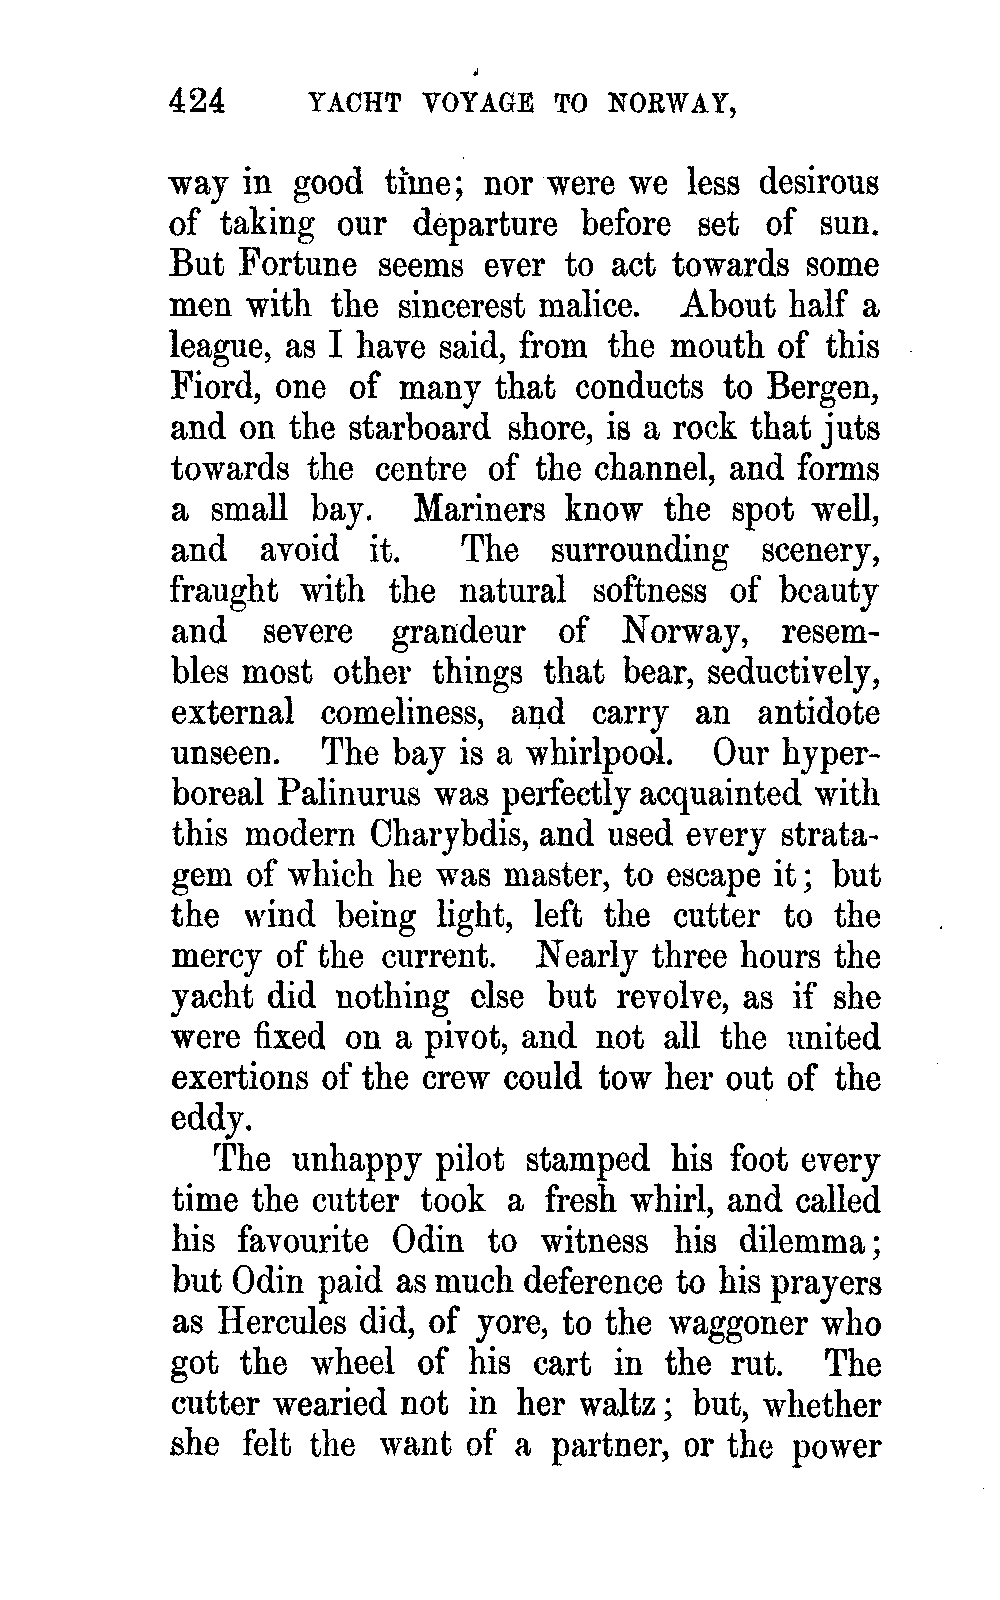 424 YACHT VOYAGE TO NORWAY,
way in good time; nor were we less desirous
of taking our departure before set of sun.
But Fortune seems ever to act towards some
men with the sincerest malice. About half a
league, as I have said, from the mouth of this
Fiord, one of many that conducts to Bergen,
and on the starboard shore, is a rock that juts
towards the centre of the channel, and forms
a small bay. Mariners know the spot well,
and avoid it. The surrounding scenery,
fraught with the natural softness of beauty
and severe grandeur of Norway, resem-
bles most other things that bear, seductively,
external comeliness, and carry an antidote
unseen. The bay is a whirlpool. Our hyper-
boreal Palinurus was perfectly acquainted with
this modern Charybdis, and used every strata-
gem of which he was master, to escape it; but
the wind being light, left the cutter to the
mercy of the current. Nearly three hours the
yacht did nothing else but revolve, as if she
were fixed on a pivot, and not all the united
exertions of the crew could tow her out of the
eddy.
The unhappy pilot stamped his foot every
time the cutter took a fresh whirl, and called
his favourite Odin to witness his dilemma;
but Odin paid as much deference to his prayers
as Hercules did, of yore, to the waggoner who
got the wheel of his cart in the rut. The
cutter wearied not in her waltz; but, whether
she felt the want of a partner, or the power